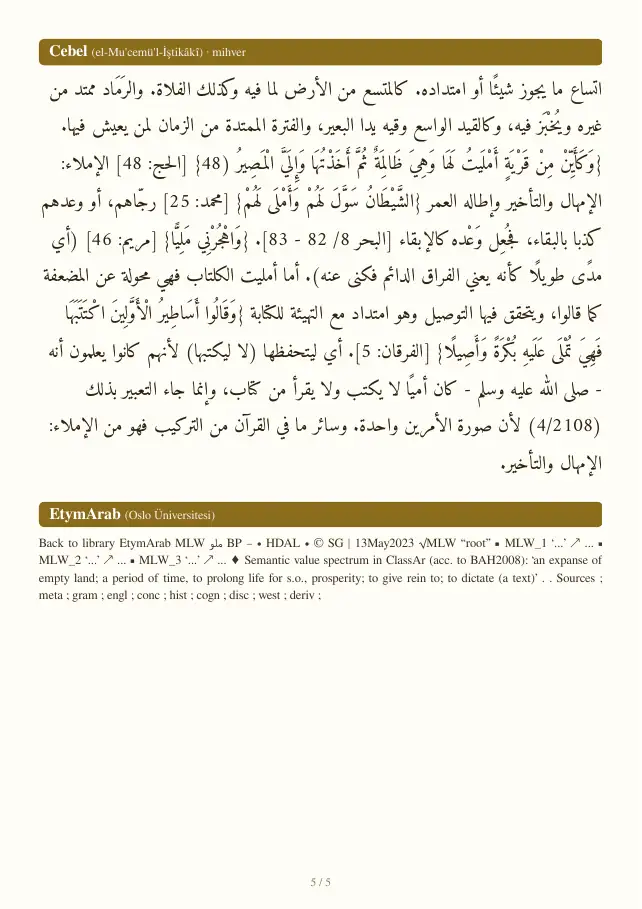 Cebel (el-Mu'cemü'l-İştikâkî) · mihver
اتساع ما يجوز شيئًا أو امتداده. كالمتسع من الأرض لما فيه وكذلك الفلاة. والرَمَاد ممتد من
غيره ويُخْبَز فيه، وكالقيد الواسع وقيه يدا البعير، والفترة الممتدة من الزمان لمن يعيش فيها.
{وَكَأَيِّنْ مِنْ قَرْيَةٍ أَمْلَيْتُ لَهَا وَهِيَ ظَالِمَةٌ ثُمَّ أَخَذْتُهَا وَإِلَيَّ الْمَصِيرُ (48} [الحج: 48] الإملاء:
الإمهال والتأخير وإطاله العمر {الشَّيْطَانُ سَوَّلَ لَهُمْ وَأَمْلَى لَهُمْ} [محمد: 25] رجّاهم، أو وعدهم
كذبا بالبقاء، جُعِل وَعْده كالإبقاء [البحر 8/ 82 - 83]. {وَاهْجُرْنِي مَلِيًّا} [مريم: 46] (أي
مدًى طويلًا كأنه يعني الفراق الدائم فكنى عنه). أما أمليت الكلتاب فهي محولة عن المضعفة
كما قالوا، ويتحقق فيها التوصيل وهو امتداد مع التهيئة للكتابة {وَقَالُوا أَسَاطِيرُ الْأَوَّلِينَ اكْتَتَبَهَا
فَهِيَ تُمْلَى عَلَيْهِ بُكْرَةً وَأَصِيلًا} [الفرقان: 5]. أي ليتحفظها (لا ليكتبها) لأنهم كانوا يعلمون أنه
- صلى الله عليه وسلم - كان أميًا لا يكتب ولا يقرأ من كتاب، وإنما جاء التعبير بذلك
(4/2108) لأن صورة الأمرين واحدة. وسائر ما في القرآن من التركيب فهو من الإملاء:
الإمهال والتأخير.
EtymArab (Oslo Üniversitesi)
Back to library EtymArab MLW ملو BP – • HDAL • © SG | 13May2023 √MLW “root” ▪ MLW_1 ‘...’ ↗ ... ▪
MLW_2 ‘...’ ↗ ... ▪ MLW_3 ‘...’ ↗ ... ♦ Semantic value spectrum in ClassAr (acc. to BAH2008): ‘an expanse of
empty land; a period of time, to prolong life for s.o., prosperity; to give rein to; to dictate (a text)’ . . Sources ;
meta ; gram ; engl ; conc ; hist ; cogn ; disc ; west ; deriv ;
5 / 5